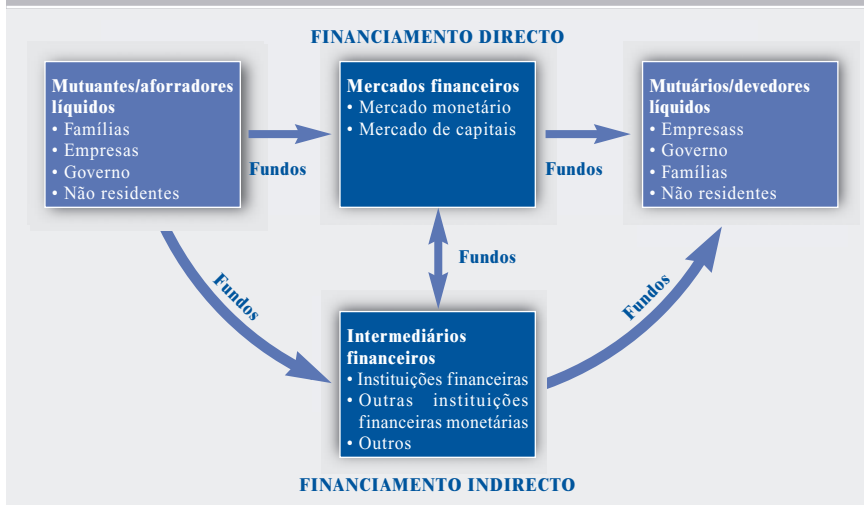 FINANCIAMENTO DIRECTO
Mutuantes/aforradores
líquidos
• Famílias
• Empresas
• Governo
• Não residentes
Fundos
Mercados financeiros
• Mercado monetário
• Mercado de capitais
Fundos
Mutuários/devedores
líquidos
• Empresass
• Governo
• Famílias
• Não residentes
Fundos
Fundos
Fundos
Intermediários
financeiros
• Instituições financeiras
• Outras instituições
financeiras monetárias
• Outros
FINANCIAMENTO INDIRECTO